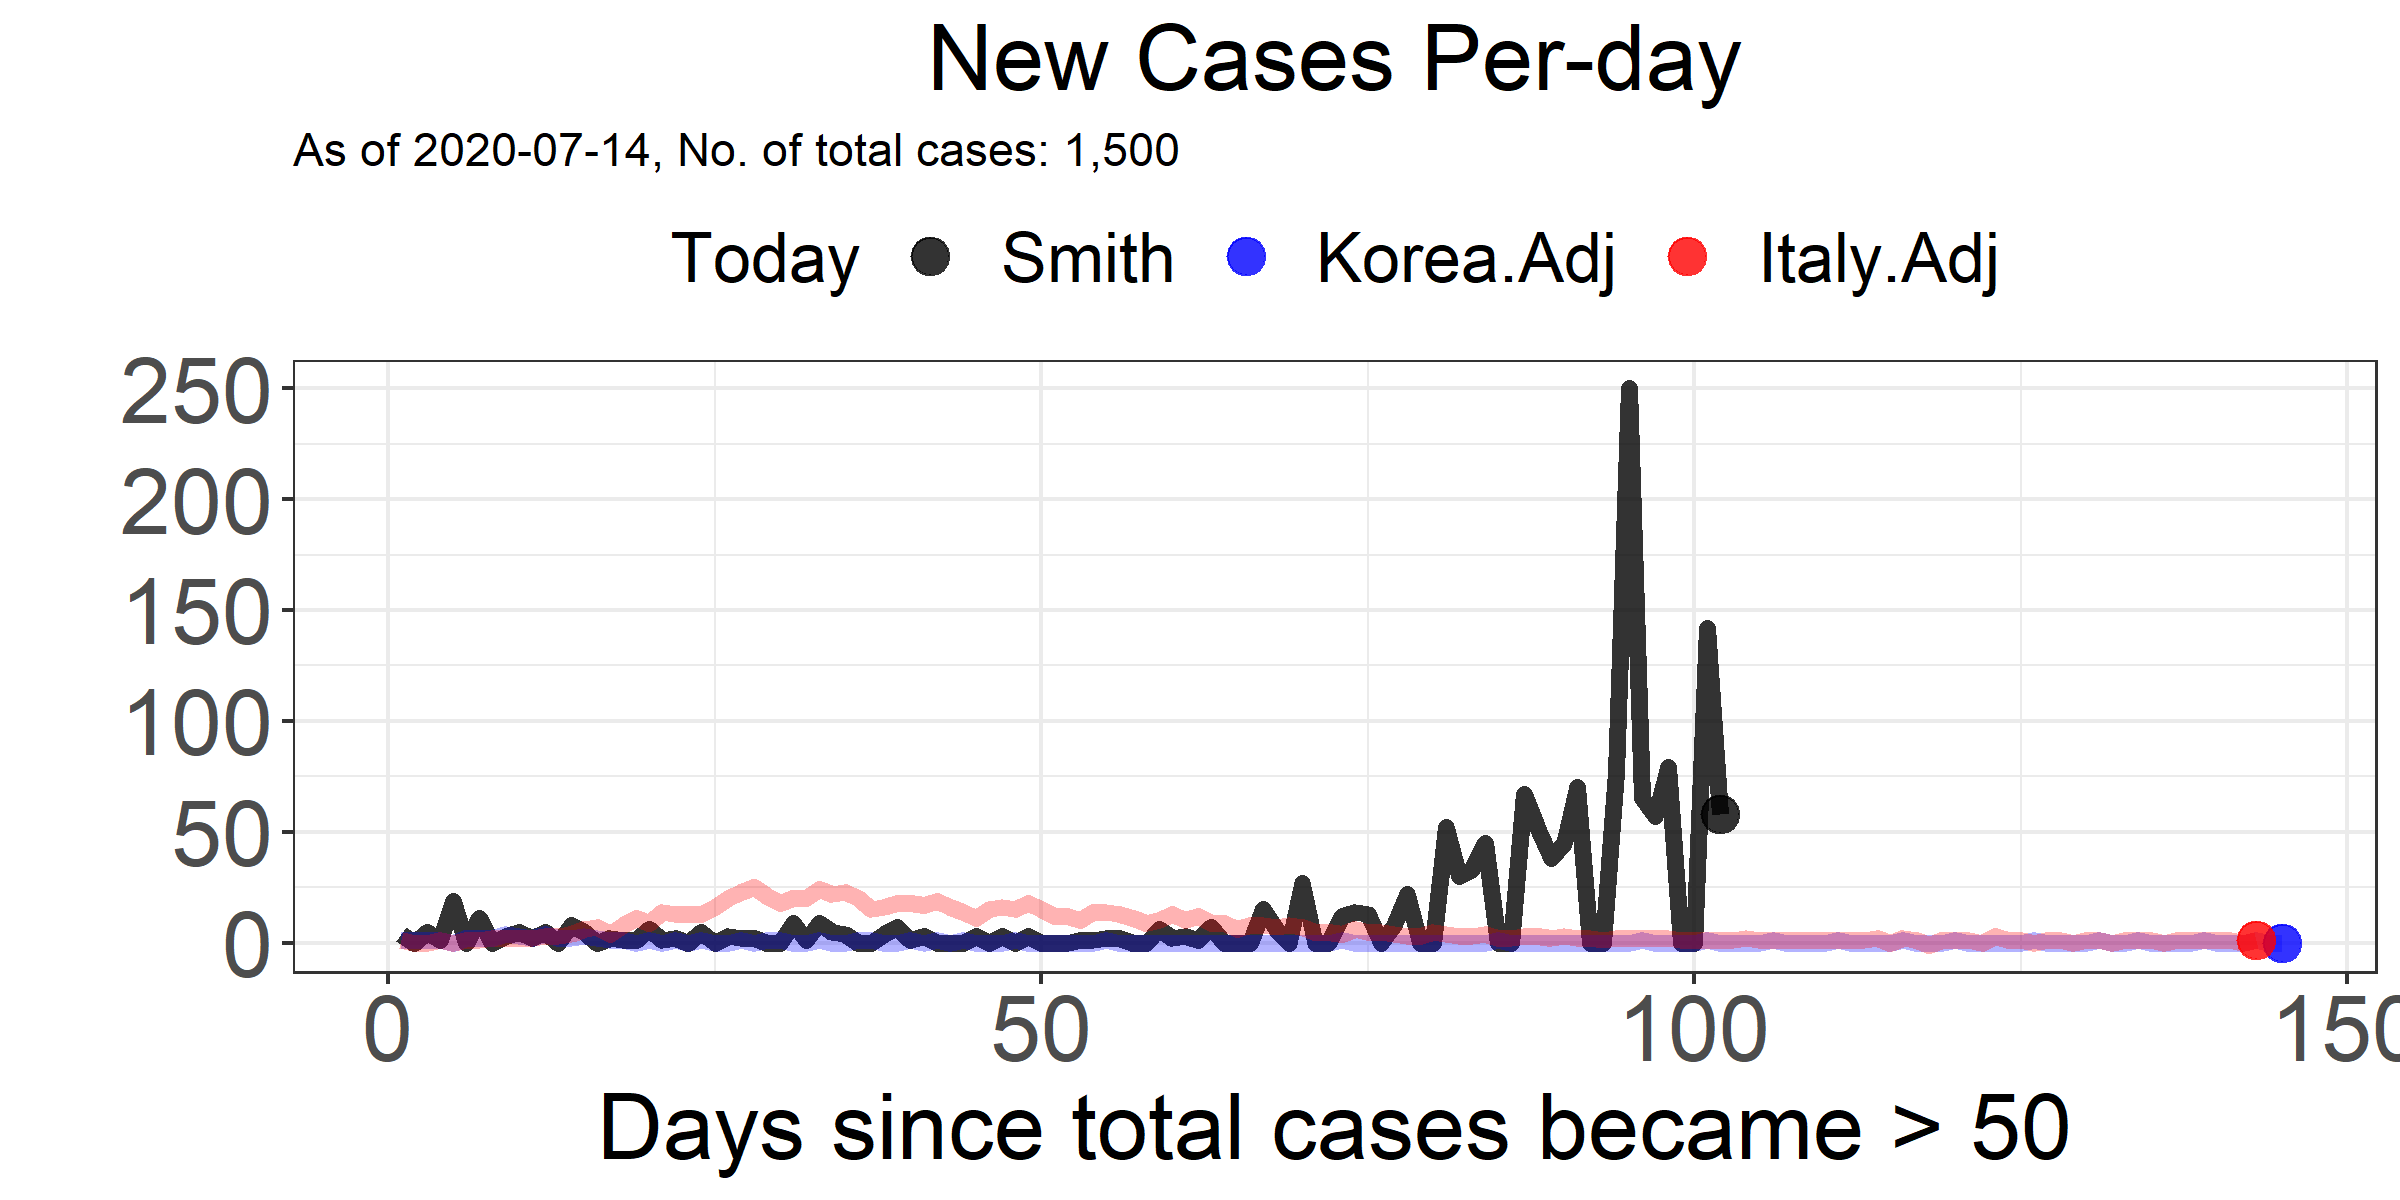 New Cases Per-day
As of 2020-07-14, No. of total cases: 1,500
Today Smith Korea.Adj Italy.Adj
250
200
150
100
50
0
0 50 100 150
Days since total cases became > 50